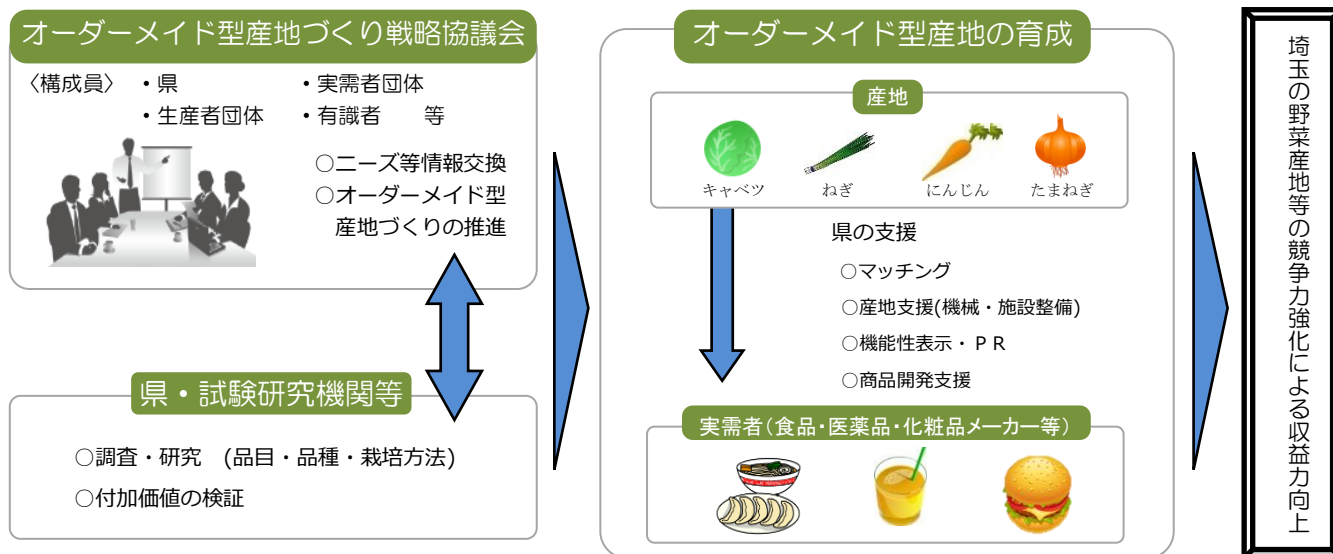 オーダーメイド型産地づくり戦略協議会
〈構成員〉 ・県 ・実需者団体
・生産者団体 ・有識者 等
○ニーズ等情報交換
○オーダーメイド型
産地づくりの推進
県・試験研究機関等
○調査・研究 (品目・品種・栽培方法)
○付加価値の検証
オーダーメイド型産地の育成
産地
キャベツ ねぎ にんじん たまねぎ
県の支援
○マッチング
○産地支援(機械・施設整備)
○機能性表示・ＰＲ
○商品開発支援
実需者(食品・医薬品・化粧品メーカー等)
埼玉の野菜産地等の競争力強化による収益力向上